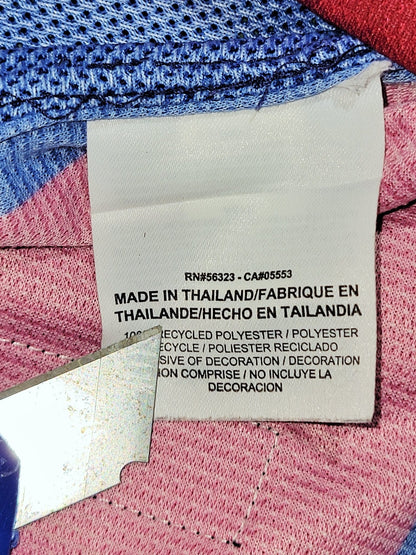 RN#56323 - CA#05553
MADE IN THAILAND/FABRIQUE EN
THAILANDE/HECHO EN TAILANDIA
RECYCLED POLYESTER / POLYESTER
RECYCLE / POLIESTER RECICLADO
OF DECORATION / DECORATION
COMPRISE / NO INCLUYE LA
DECORACION